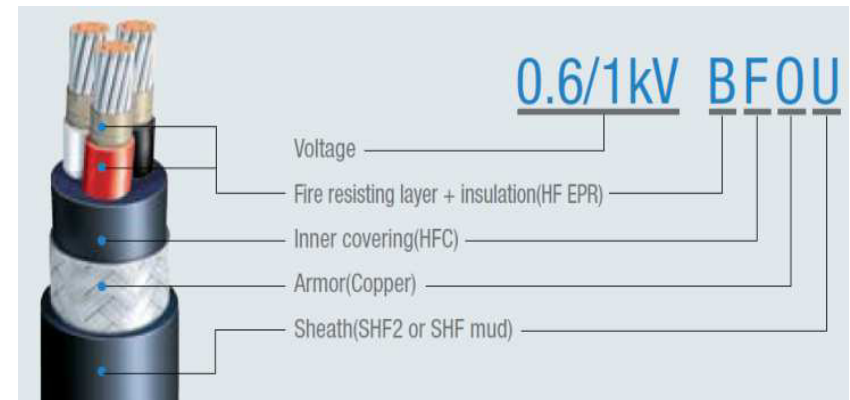 0.6/1kV BFOU
Voltage
Fire resisting layer + insulation(HF EPR)
Inner covering(HFC)
Armor(Copper)
Sheath(SHF2 or SHF mud)